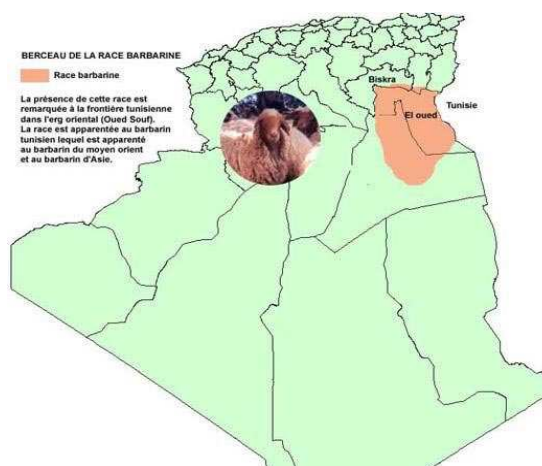 BERCEAU DE LA RACE BARBARINE
Race barbarine
La présence de cette race est
remarquée à la frontière tunisienne
dans l'erg oriental (Oued Souf).
La race est apparentée au barbarin
tunisien lequel est apparenté
au barbarin du moyen orient
et au barbarin d'Asie.
Biskra
Tunisie
El oued